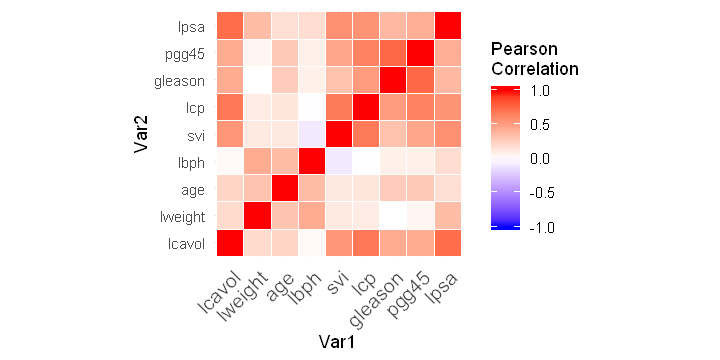 lpsa
pgg45
gleason
lcp
svi
lbph
age
lweight
lcavol
Var2
lcavol
lweight
age
lbph
svi
lcp
gleason
pgg45
lpsa
Var1
Pearson
Correlation
1.0
0.5
0.0
-0.5
-1.0